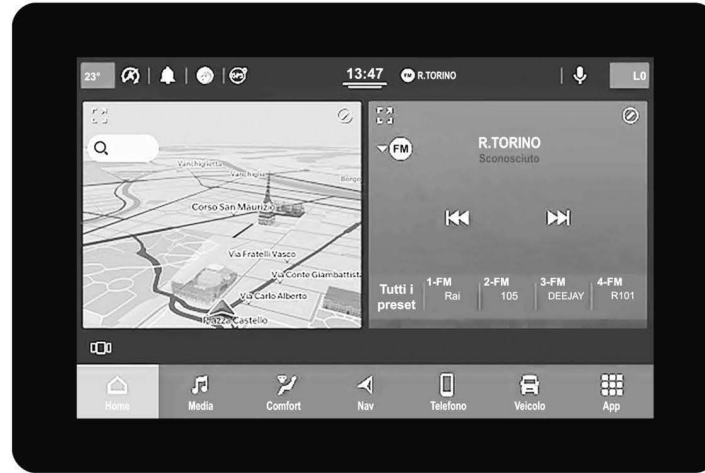 23°
GPS
13:47
FM R.TORINO
L0
Vanchiglietta
Vanchiglia
Borgo
Corso San Maurizio
Via Fratelli Vasco
Via Conte Giambattista
Via Carlo Alberto
Piazza Castello
FM
R.TORINO
Sconosciuto
Tutti i preset
1-FM
Rai
2-FM
105
3-FM
DEEJAY
4-FM
R101
Home
Media
Comfort
Nav
Telefono
Veicolo
App